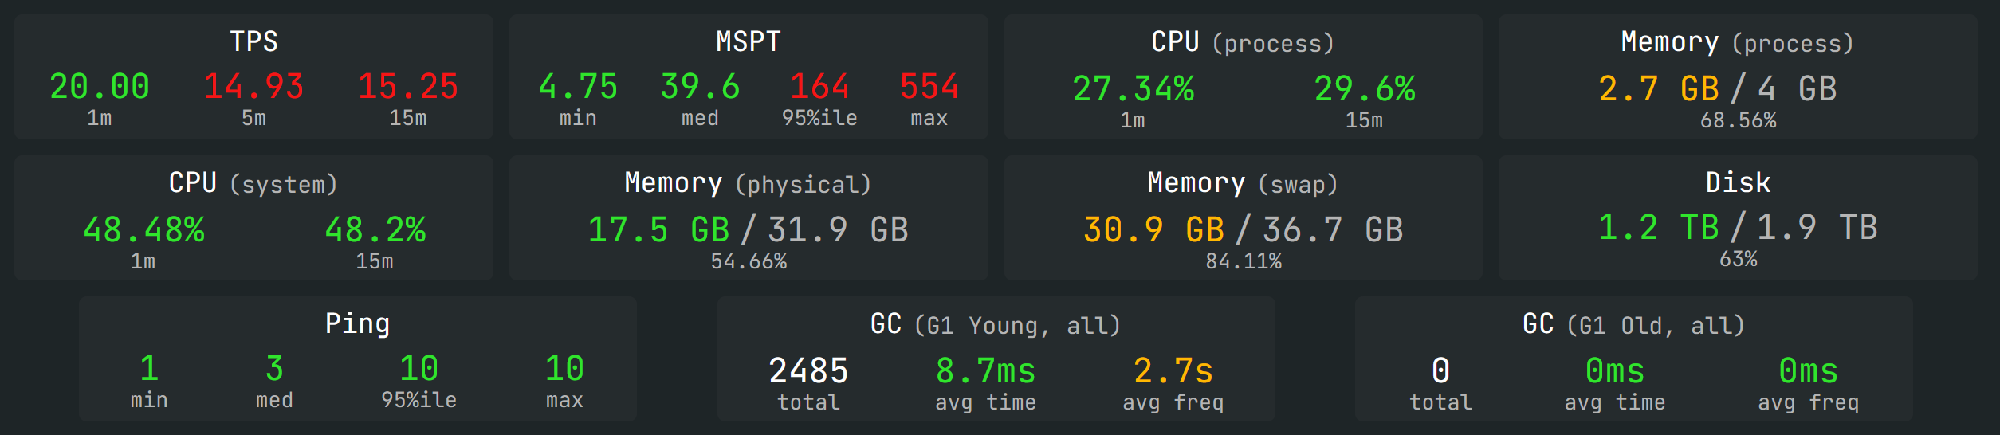 TPS
20.00 14.93 15.25
1m 5m 15m
MSPT
4.75 39.6 164 554
min med 95%ile max
CPU (process)
27.34% 29.6%
1m 15m
Memory (process)
2.7 GB / 4 GB
68.56%
CPU (system)
48.48% 48.2%
1m 15m
Memory (physical)
17.5 GB / 31.9 GB
54.66%
Memory (swap)
30.9 GB / 36.7 GB
84.11%
Disk
1.2 TB / 1.9 TB
63%
Ping
1 3 10 10
min med 95%ile max
GC (G1 Young, all)
2485 8.7ms 2.7s
total avg time avg freq
GC (G1 Old, all)
0 0ms 0ms
total avg time avg freq